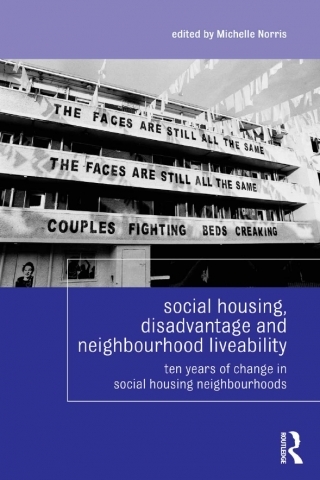 edited by Michelle Norris
THE FACES ARE STILL ALL THE SAME
THE FACES ARE STILL ALL THE SAME
COUPLES FIGHTING BEDS CREAKING
social housing,
disadvantage and
neighbourhood liveability
ten years of change in
social housing neighbourhoods
ROUTLEDGE